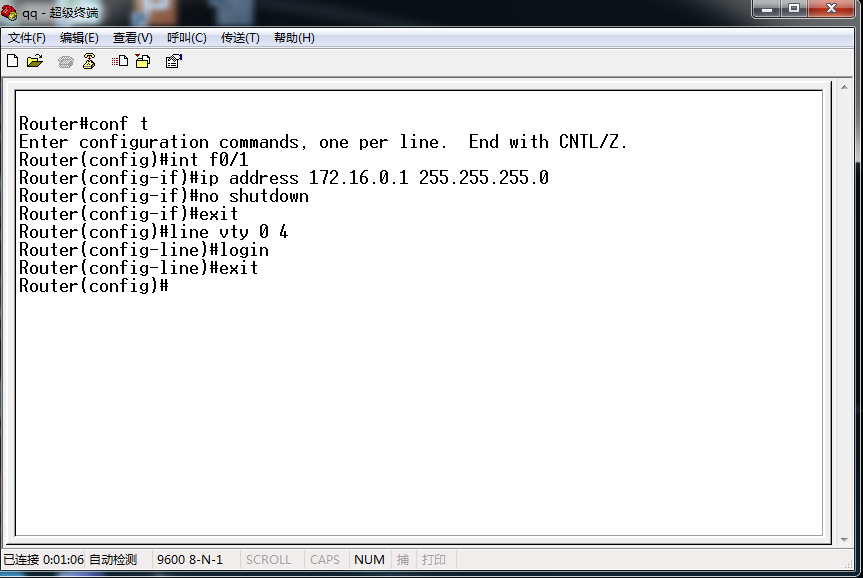 qq - 超级终端
文件(F) 编辑(E) 查看(V) 呼叫(C) 传送(T) 帮助(H)
Router#conf t
Enter configuration commands, one per line.  End with CNTL/Z.
Router(config)#int f0/1
Router(config-if)#ip address 172.16.0.1 255.255.255.0
Router(config-if)#no shutdown
Router(config-if)#exit
Router(config)#line vty 0 4
Router(config-line)#login
Router(config-line)#exit
Router(config)#
已连接 0:01:06 自动检测 9600 8-N-1 SCROLL CAPS NUM 捕 打印